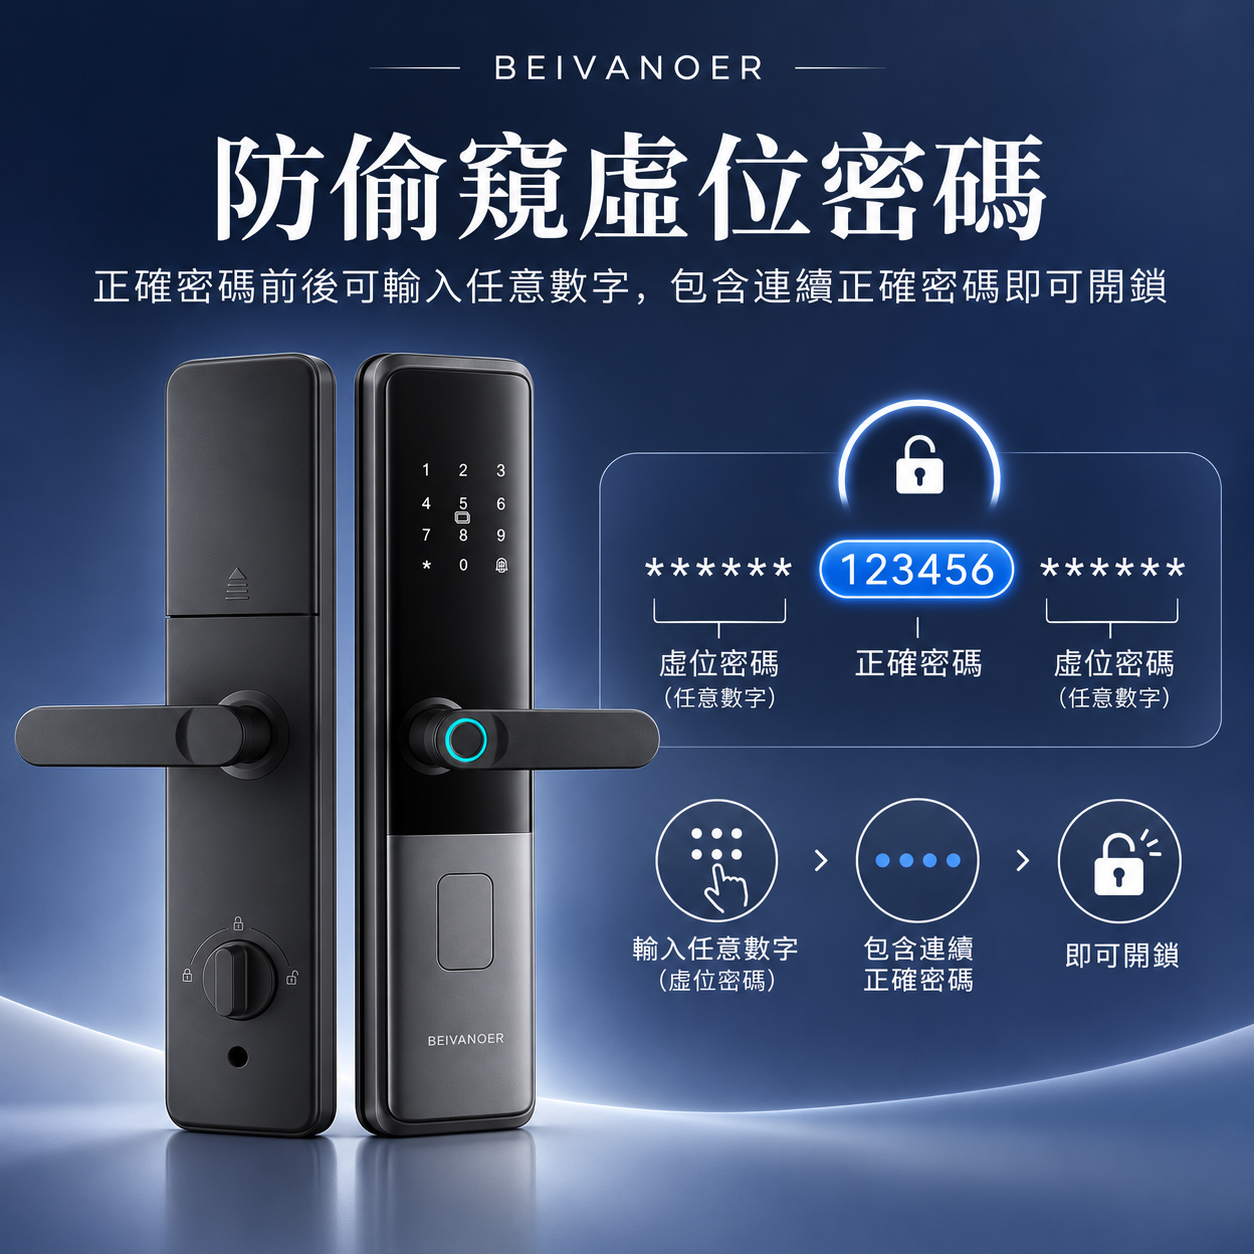 BEIVANOER
防偷窺虛位密碼
正確密碼前後可輸入任意數字，包含連續正確密碼即可開鎖
1 2 3
4 5 6
7 8 9
* 0
BEIVANOER
****** 123456 ******
虛位密碼 正確密碼 虛位密碼
（任意數字） （任意數字）
輸入任意數字
（虛位密碼）
包含連續
正確密碼
即可開鎖